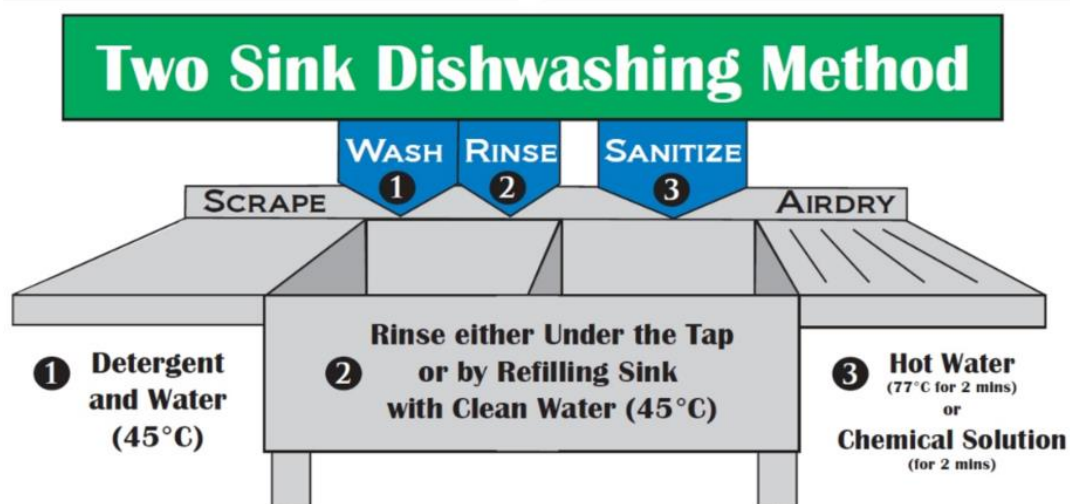 Two Sink Dishwashing Method
WASH
1
RINSE
2
SANITIZE
3
SCRAPE
AIRDRY
1 Detergent
and Water
(45°C)
2 Rinse either Under the Tap
or by Refilling Sink
with Clean Water (45°C)
3 Hot Water
(77°C for 2 mins)
or
Chemical Solution
(for 2 mins)